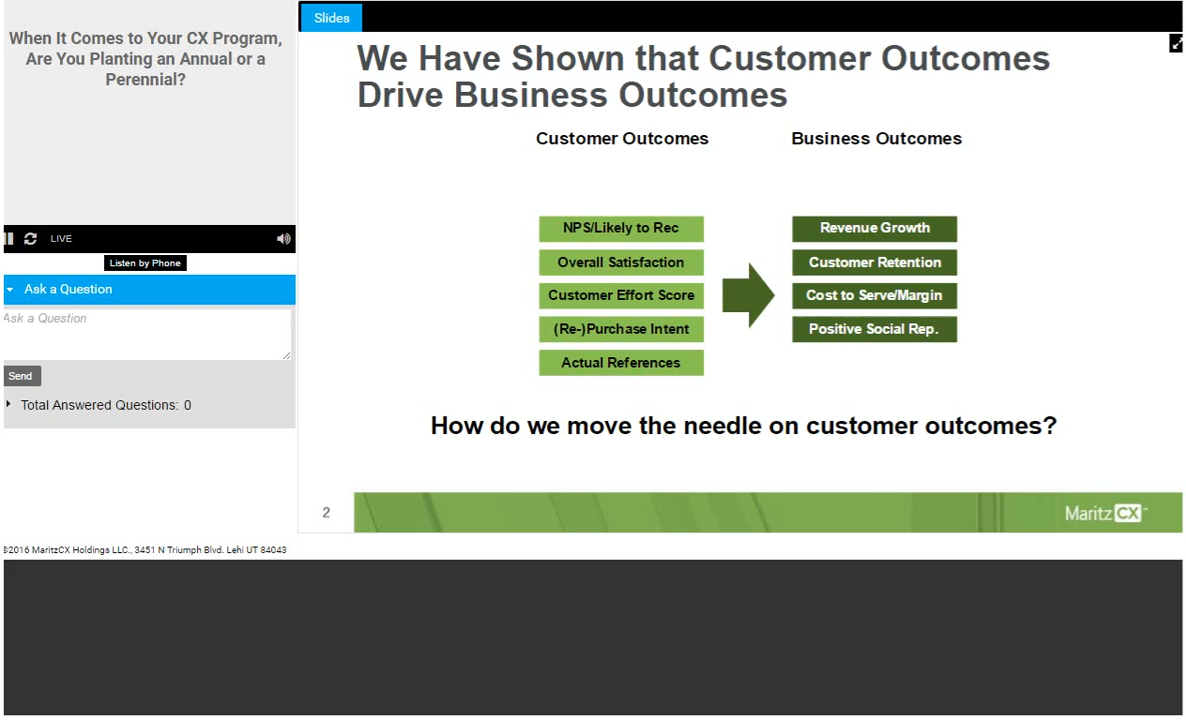 When It Comes to Your CX Program,
Are You Planting an Annual or a
Perennial?
LIVE
Listen by Phone
Ask a Question
Ask a Question
Send
Total Answered Questions: 0
Slides
We Have Shown that Customer Outcomes
Drive Business Outcomes
Customer Outcomes
Business Outcomes
NPS/Likely to Rec
Overall Satisfaction
Customer Effort Score
(Re-)Purchase Intent
Actual References
Revenue Growth
Customer Retention
Cost to Serve/Margin
Positive Social Rep.
How do we move the needle on customer outcomes?
2
MaritzCX
©2016 MaritzCX Holdings LLC., 3451 N Triumph Blvd. Lehi UT 84043